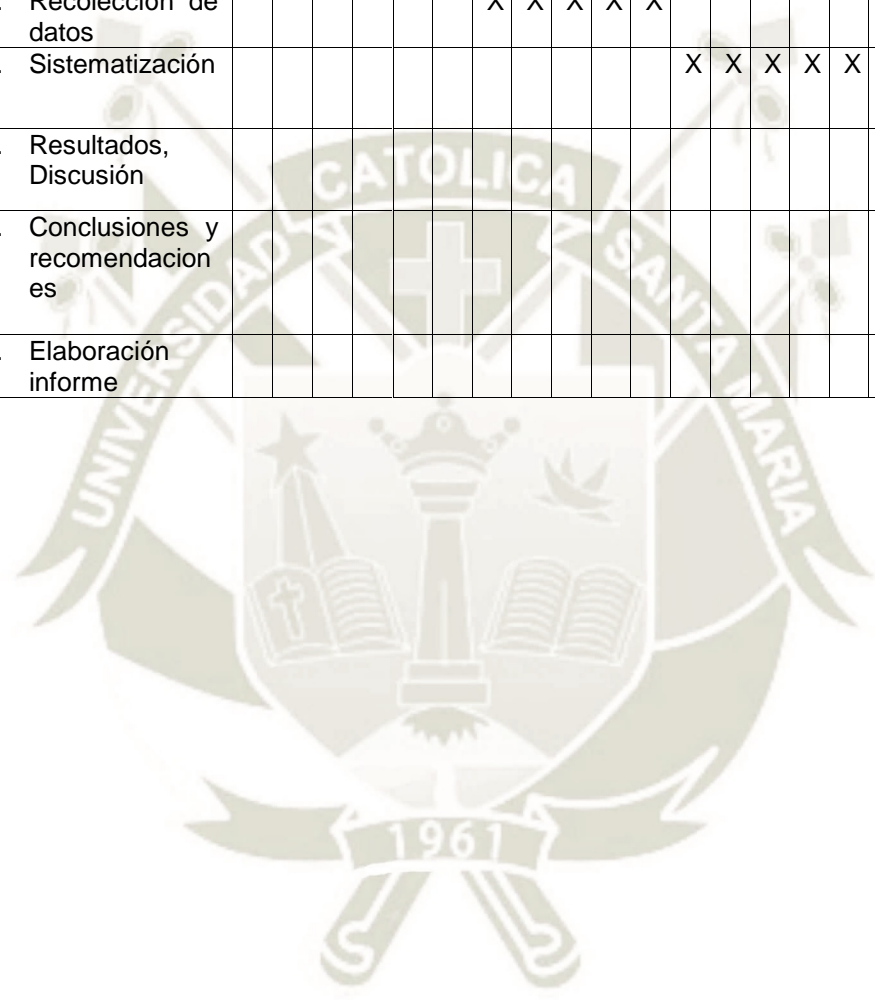 . Recolección de
X X X X X
datos
. Sistematización
X X X X X
. Resultados,
Discusión
. Conclusiones y
recomendacion
es
. Elaboración
informe
UNIVERSIDAD CATOLICA SANTA MARIA
1961